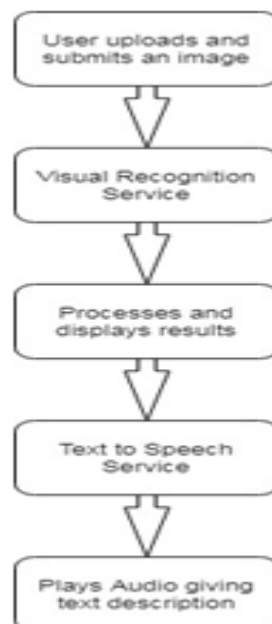 User uploads and
submits an image
Visual Recognition
Service
Processes and
displays results
Text to Speech
Service
Plays Audio giving
text description